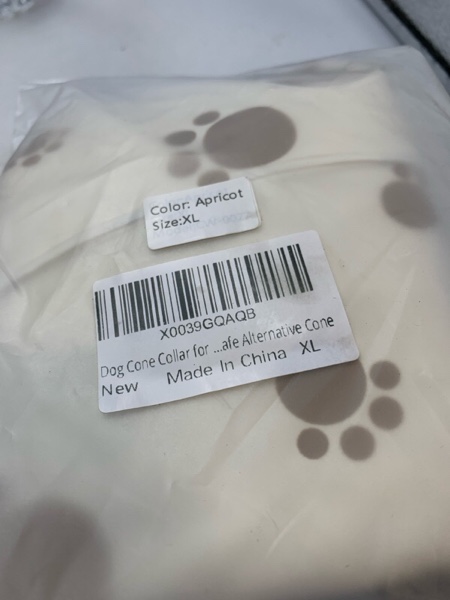 Color: Apricot
Size:XL
X0039GQAQB
Dog Cone Collar for ...afe Alternative Cone
New Made In China XL